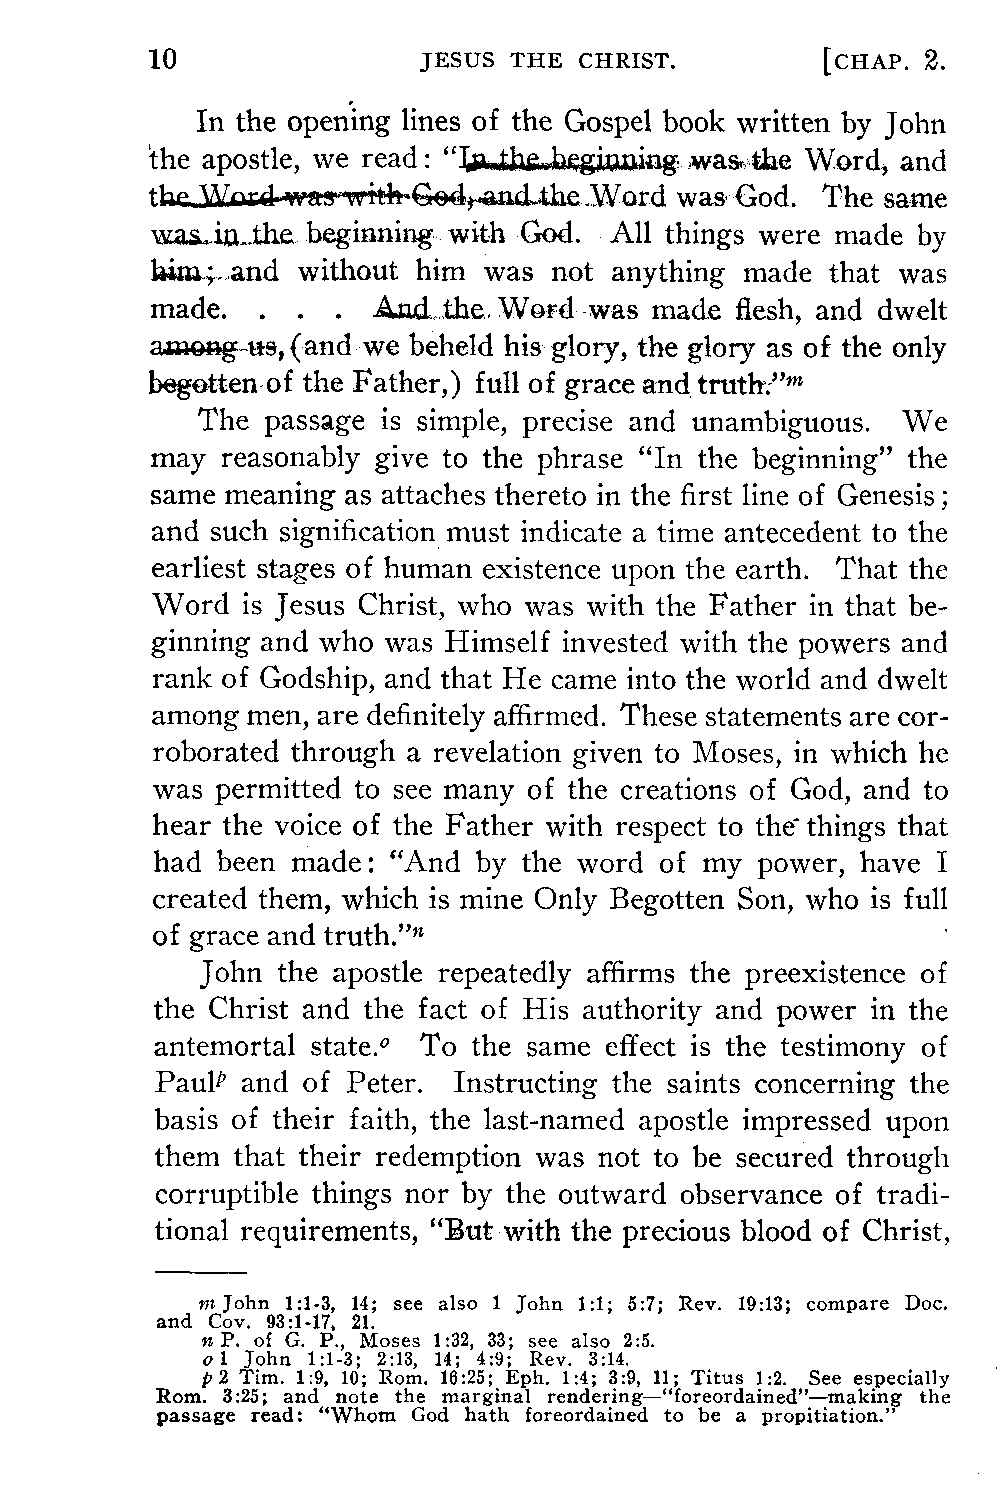 10 JESUS THE CHRIST. [CHAP. 2.
In the opening lines of the Gospel book written by John
the apostle, we read: “In the beginning was the Word, and
the Word was with God, and the Word was God. The same
was in the beginning with God. All things were made by
him; and without him was not anything made that was
made. . . . And the Word was made flesh, and dwelt
among us, (and we beheld his glory, the glory as of the only
begotten of the Father,) full of grace and truth.”m
The passage is simple, precise and unambiguous. We
may reasonably give to the phrase “In the beginning” the
same meaning as attaches thereto in the first line of Genesis;
and such signification must indicate a time antecedent to the
earliest stages of human existence upon the earth. That the
Word is Jesus Christ, who was with the Father in that be-
ginning and who was Himself invested with the powers and
rank of Godship, and that He came into the world and dwelt
among men, are definitely affirmed. These statements are cor-
roborated through a revelation given to Moses, in which he
was permitted to see many of the creations of God, and to
hear the voice of the Father with respect to the things that
had been made: “And by the word of my power, have I
created them, which is mine Only Begotten Son, who is full
of grace and truth.”n
John the apostle repeatedly affirms the preexistence of
the Christ and the fact of His authority and power in the
antemortal state.o To the same effect is the testimony of
Paulp and of Peter. Instructing the saints concerning the
basis of their faith, the last-named apostle impressed upon
them that their redemption was not to be secured through
corruptible things nor by the outward observance of tradi-
tional requirements, “But with the precious blood of Christ,
m John 1:1-3, 14; see also 1 John 1:1; 5:7; Rev. 19:13; compare Doc.
and Cov. 93:1-17, 21.
n P. of G. P., Moses 1:32, 33; see also 2:5.
o 1 John 1:1-3; 2:13, 14; 4:9; Rev. 3:14.
p 2 Tim. 1:9, 10; Rom. 16:25; Eph. 1:4; 3:9, 11; Titus 1:2. See especially
Rom. 3:25; and note the marginal rendering—“foreordained”—making the
passage read: “Whom God hath foreordained to be a propitiation.”